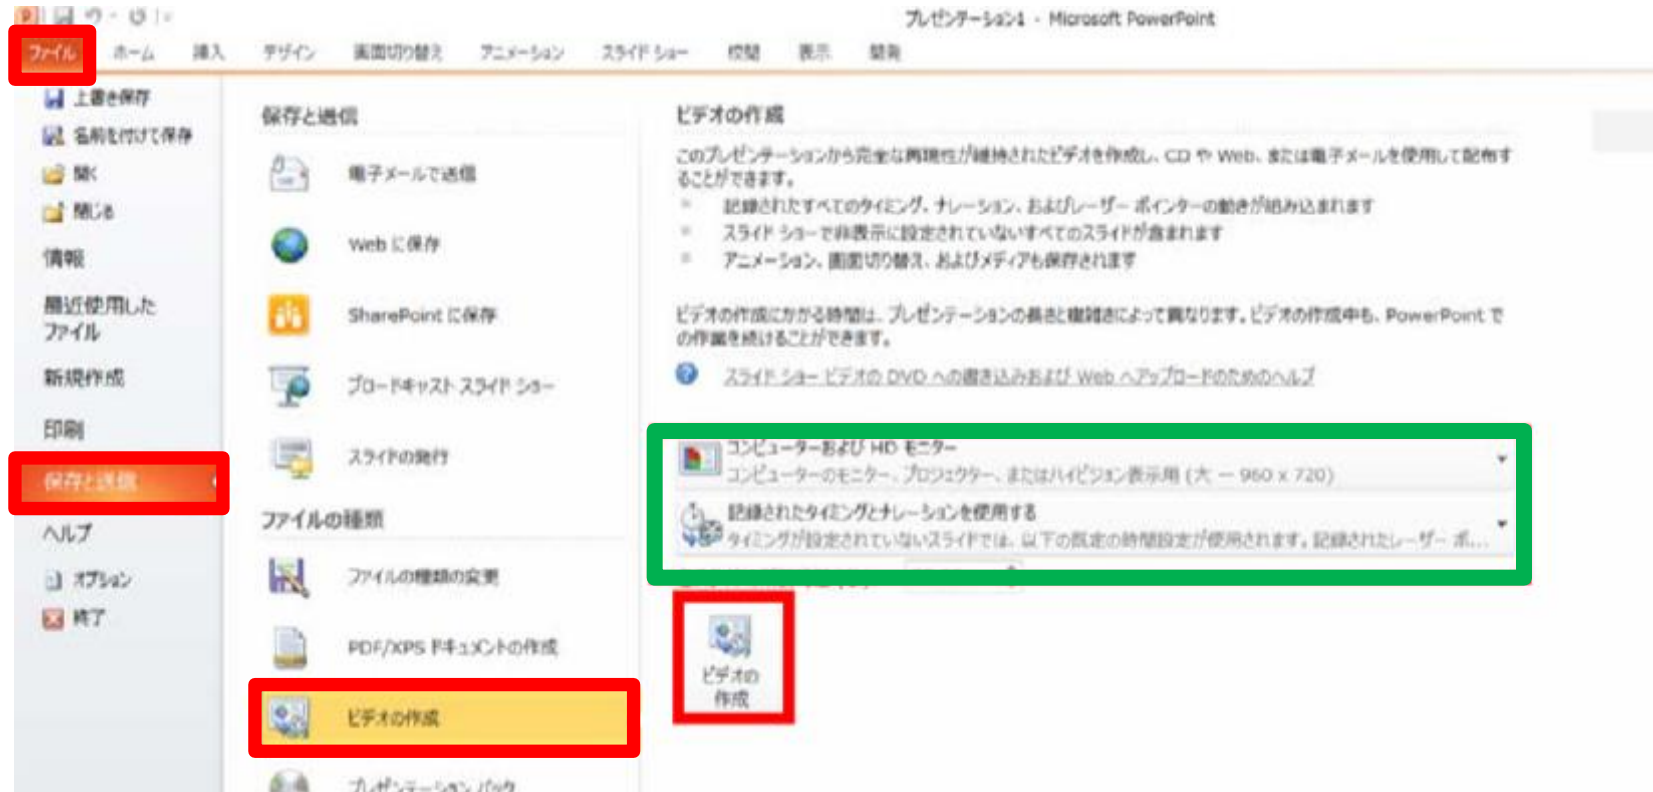 プレゼンテーション1 - Microsoft PowerPoint
ファイル ホーム 挿入 デザイン 画面切り替え アニメーション スライド ショー 校閲 表示 開発
上書き保存
名前を付けて保存
開く
閉じる
情報
最近使用した
ファイル
新規作成
印刷
保存と送信
ヘルプ
オプション
終了
保存と送信
電子メールで送信
Web に保存
SharePoint に保存
ブロードキャスト スライド ショー
スライドの発行
ファイルの種類
ファイルの種類の変更
PDF/XPS ドキュメントの作成
ビデオの作成
プレゼンテーション パック
ビデオの作成
このプレゼンテーションから完全な再現性が維持されたビデオを作成し、CD や Web、または電子メールを使用して配布す
ることができます。
記録されたすべてのタイミング、ナレーション、およびレーザー ポインターの動きが組み込まれます
スライド ショーで非表示に設定されていないすべてのスライドが含まれます
アニメーション、画面切り替え、およびメディアも保存されます
ビデオの作成にかかる時間は、プレゼンテーションの長さと複雑さによって異なります。ビデオの作成中も、PowerPoint で
の作業を続けることができます。
スライド ショー ビデオの DVD への書き込みおよび Web へアップロードのためのヘルプ
コンピューターおよび HD モニター
コンピューターのモニター、プロジェクター、またはハイビジョン表示用 (大 － 960 x 720)
記録されたタイミングとナレーションを使用する
タイミングが設定されていないスライドでは、以下の既定の時間設定が使用されます。記録されたレーザー ポ...
ビデオの
作成